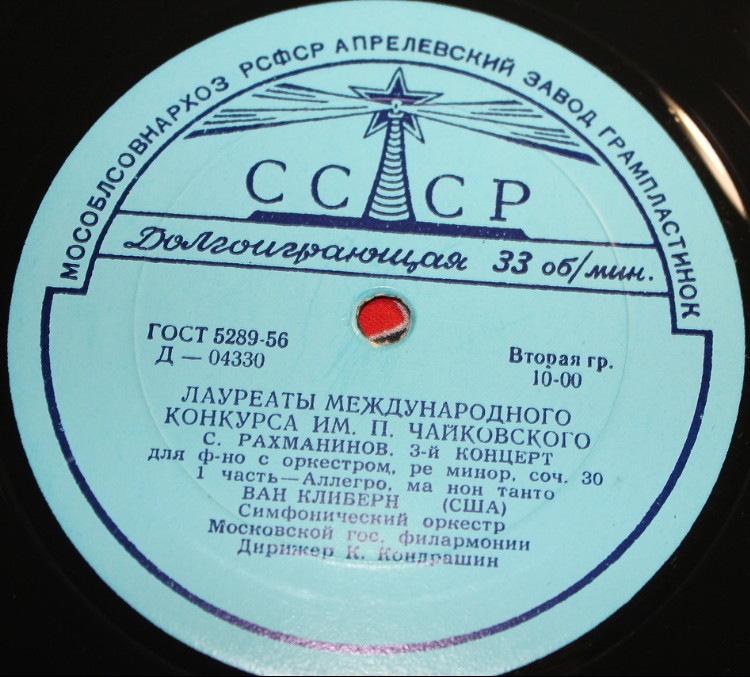 МОСОБЛСОВНАРХОЗ РСФСР АПРЕЛЕВСКИЙ ЗАВОД ГРАМПЛАСТИНОК
СССР
Долгоиграющая 33 об/мин.
ГОСТ 5289-56
Д — 04330
Вторая гр.
10-00
ЛАУРЕАТЫ МЕЖДУНАРОДНОГО
КОНКУРСА ИМ. П. ЧАЙКОВСКОГО
С. РАХМАНИНОВ. 3-й КОНЦЕРТ
для ф-но с оркестром, ре минор, соч. 30
1 часть—Аллегро, ма нон танто
ВАН КЛИБЕРН (США)
Симфонический оркестр
Московской гос. филармонии
Дирижер К. Кондрашин